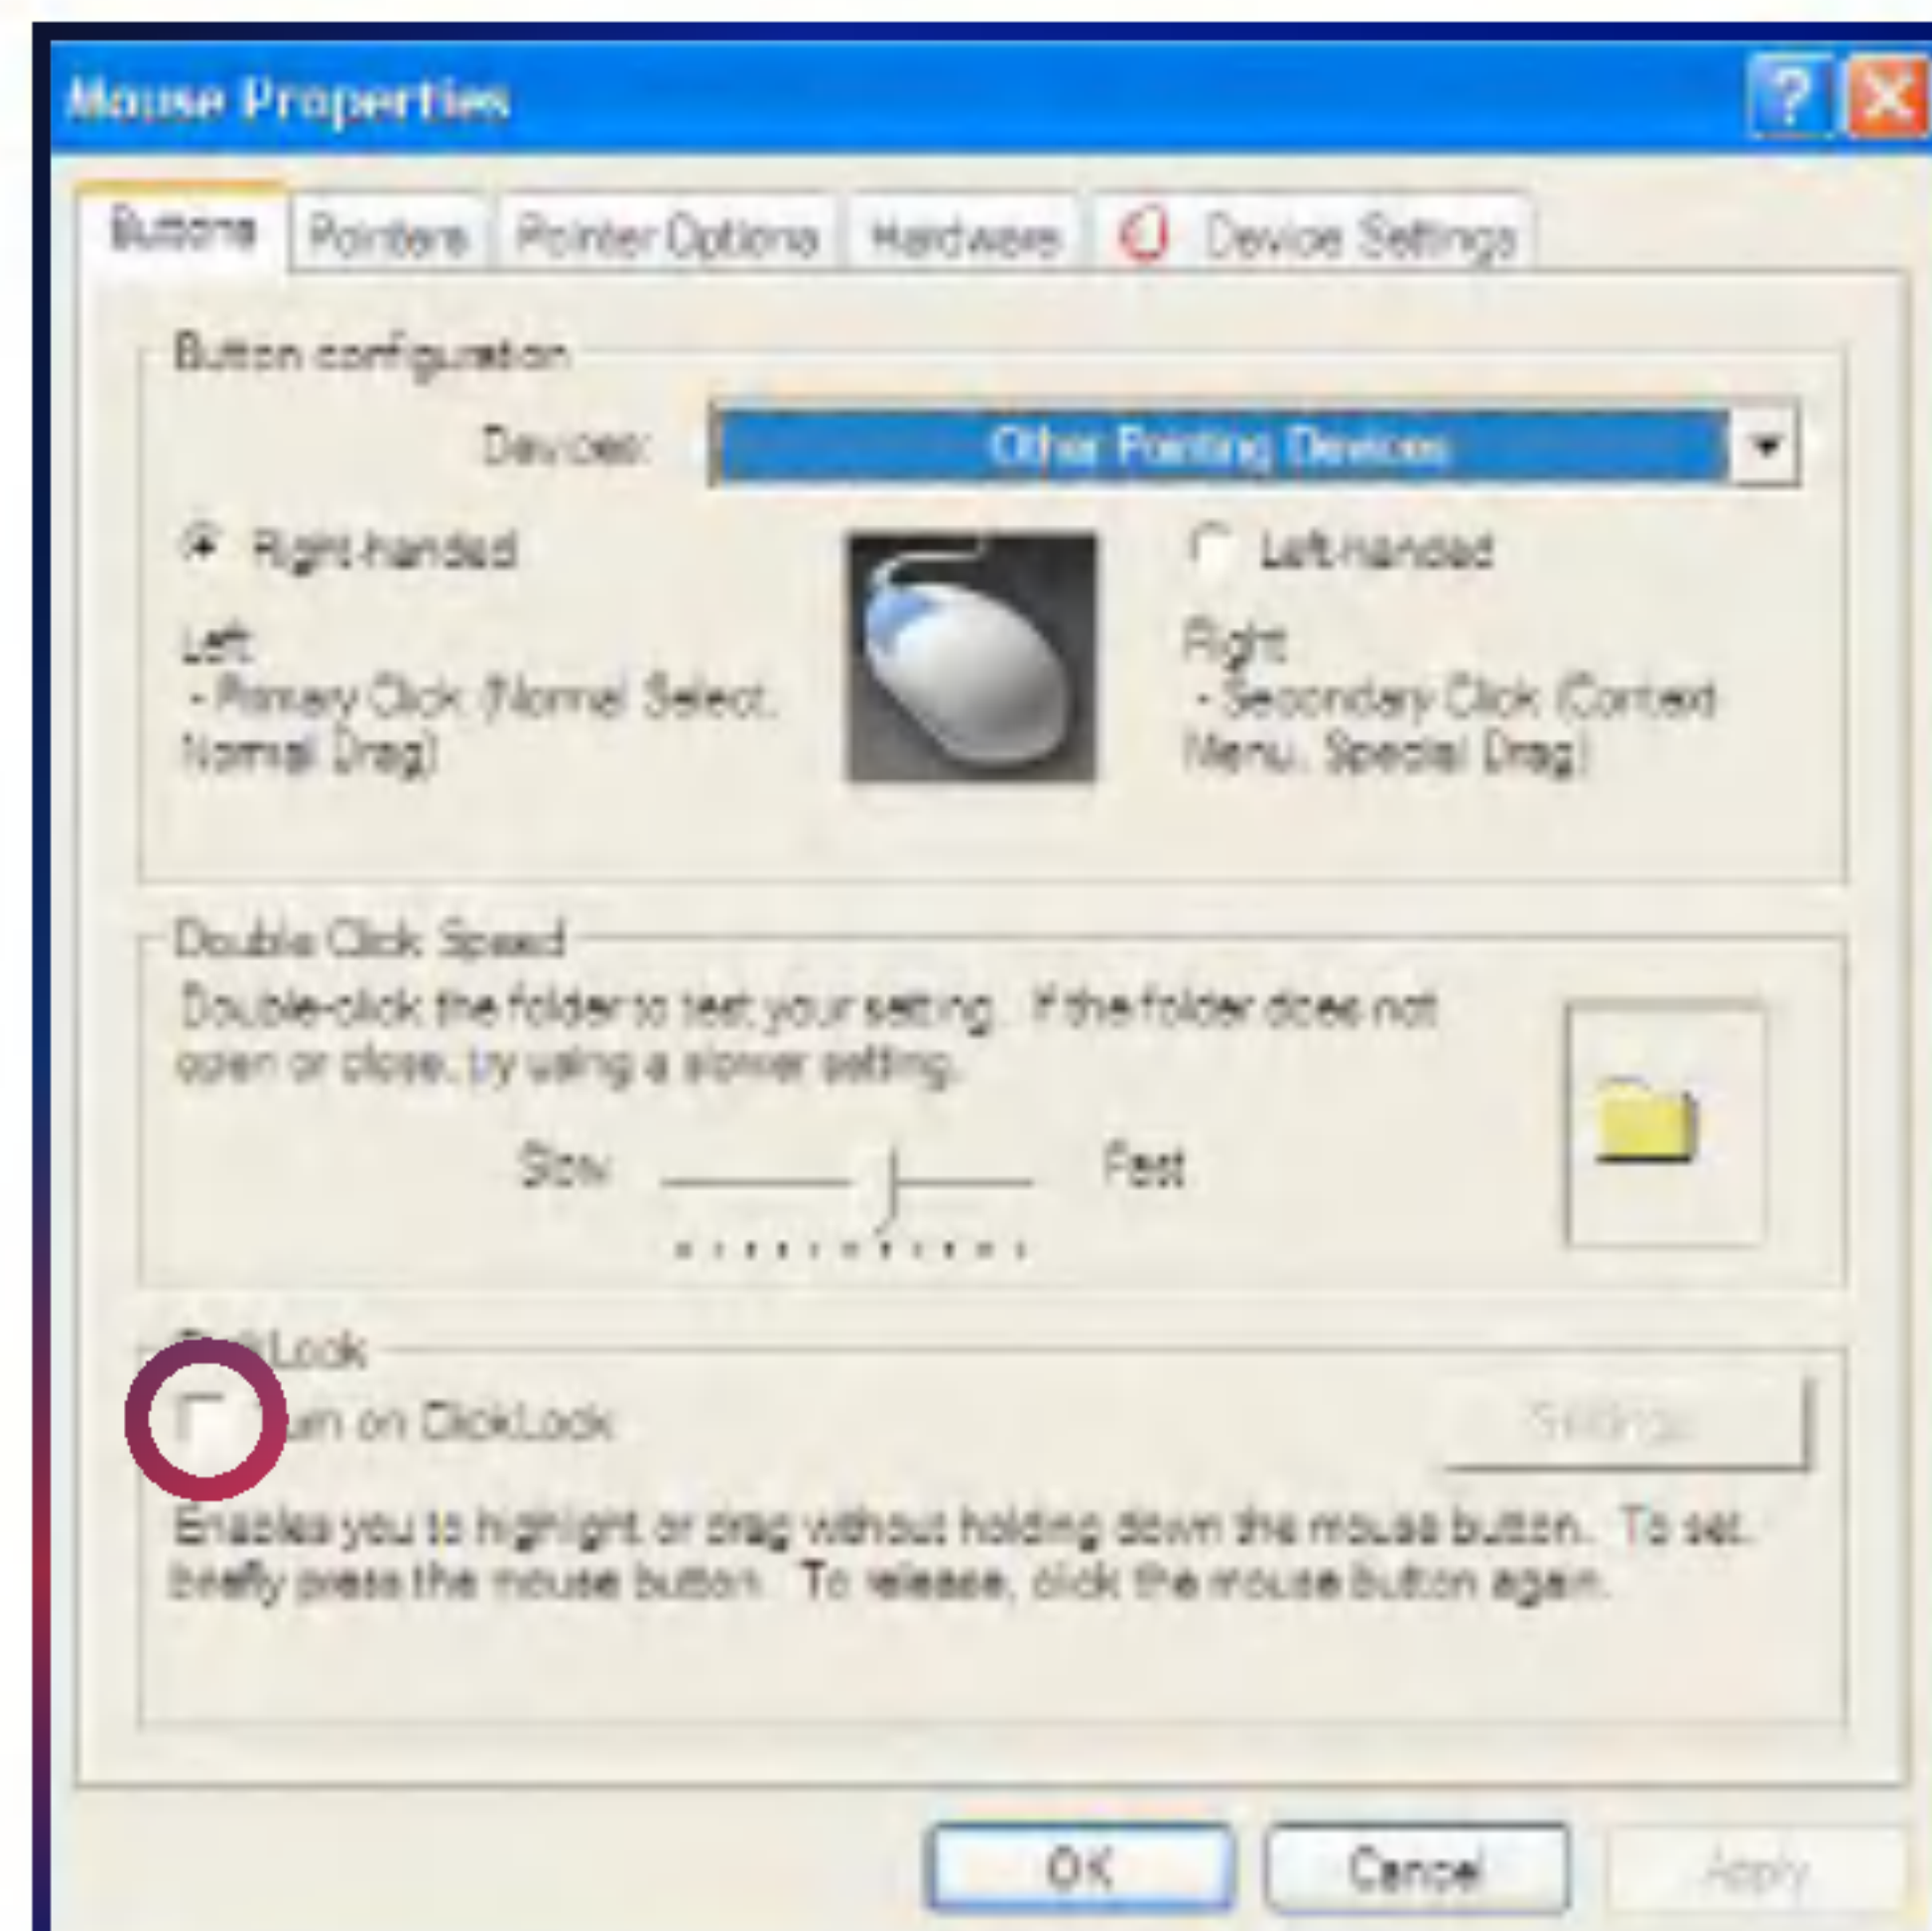 Mouse Properties
?
Buttons Pointers Pointer Options Hardware Device Settings
Button configuration
Devices: Other Pointing Devices
Right-handed
Left-handed
Left:
- Primary Click (Normal Select,
Normal Drag)
Right:
- Secondary Click (Context
Menu, Special Drag)
Double Click Speed
Double-click the folder to test your setting. If the folder does not
open or close, try using a slower setting.
Slow Fast
Lock
on ClickLock
Settings
Enables you to highlight or drag without holding down the mouse button. To set,
briefly press the mouse button. To release, click the mouse button again.
OK Cancel Apply